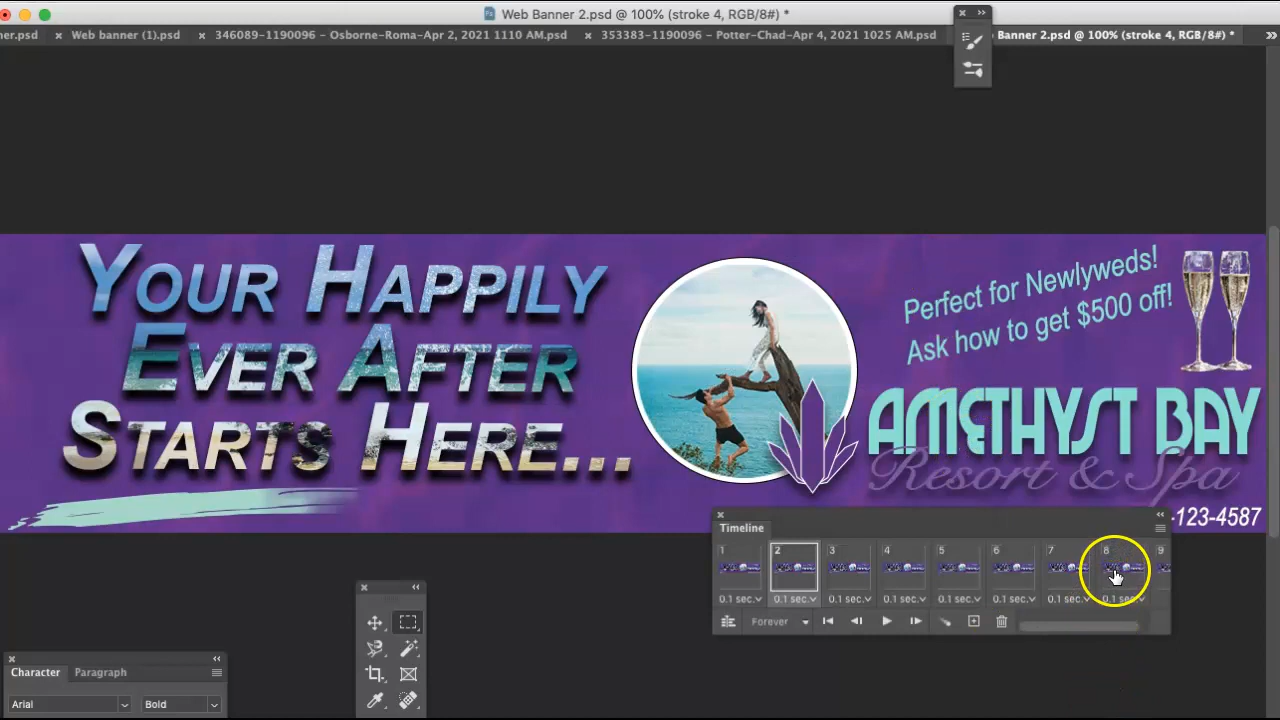 Web Banner 2.psd @ 100% (stroke 4, RGB/8#) *
ner.psd
Web banner (1).psd
346089-1190096 - Osborne-Roma-Apr 2, 2021 1110 AM.psd
353383-1190096 - Potter-Chad-Apr 4, 2021 1025 AM.psd
Banner 2.psd @ 100% (stroke 4, RGB/8#) *
YOUR HAPPILY
EVER AFTER
STARTS HERE...
Perfect for Newlyweds!
Ask how to get $500 off!
AMETHYST BAY
Resort & Spa
-123-4587
Timeline
1 2 3 4 5 6 7 8 9
0.1 sec. 0.1 sec. 0.1 sec. 0.1 sec. 0.1 sec. 0.1 sec. 0.1 sec. 0.1 sec.
Forever
Character Paragraph
Arial Bold